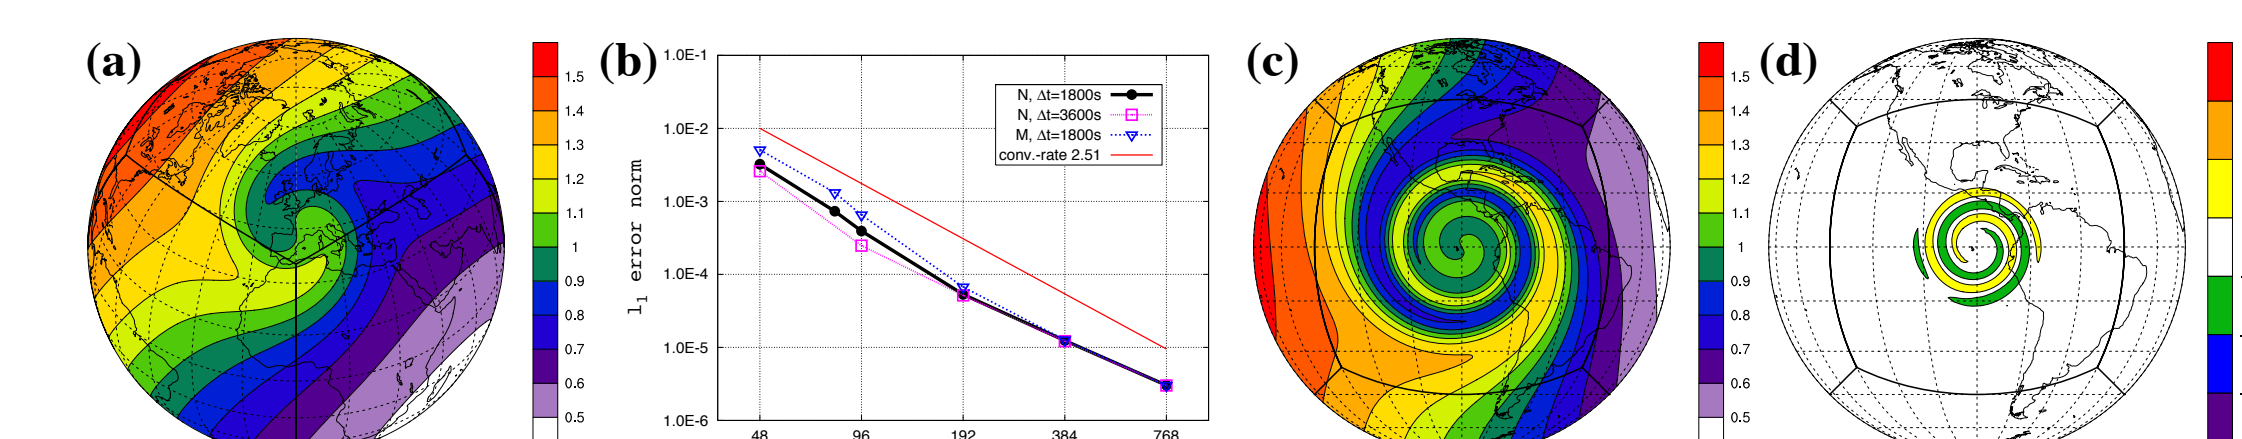 (a)
1.5
1.4
1.3
1.2
1.1
1
0.9
0.8
0.7
0.6
0.5
(b)
l1 error norm
1.0E-1
1.0E-2
1.0E-3
1.0E-4
1.0E-5
1.0E-6
N, Δt=1800s
N, Δt=3600s
M, Δt=1800s
conv.-rate 2.51
48 96 192 384 768
(c)
1.5
1.4
1.3
1.2
1.1
1
0.9
0.8
0.7
0.6
0.5
(d)